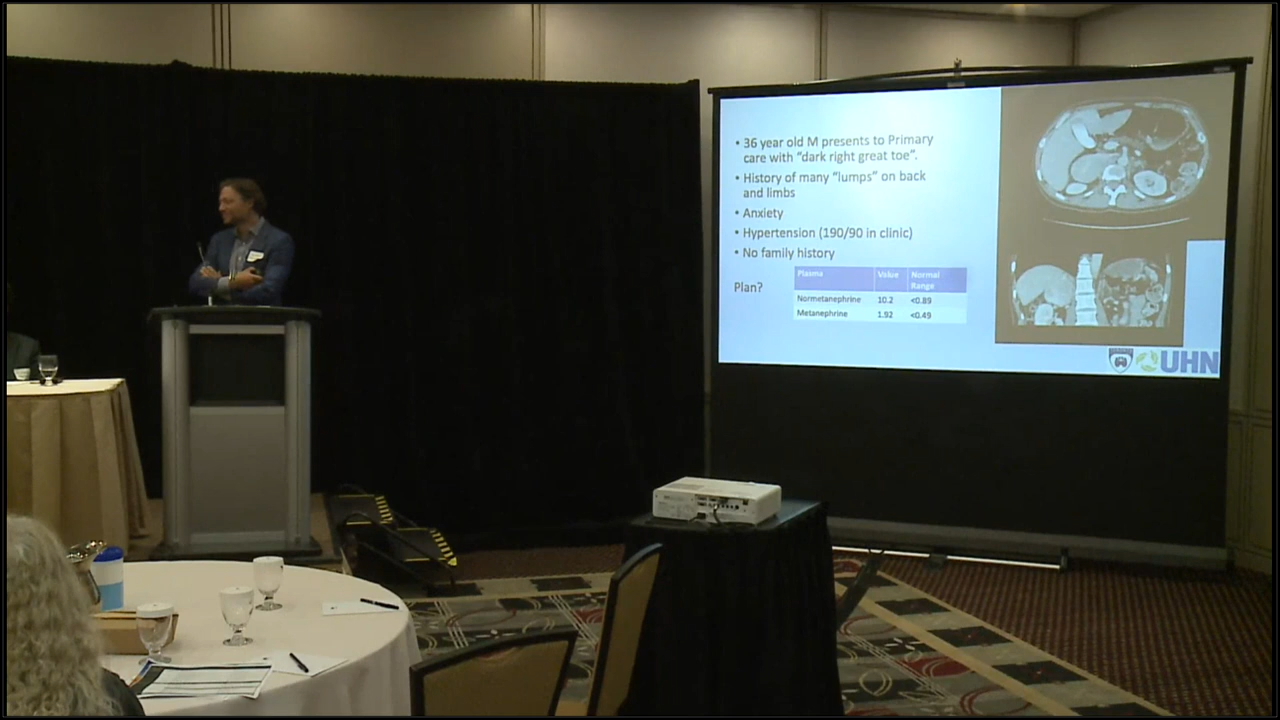 • 36 year old M presents to Primary
care with "dark right great toe".
• History of many "lumps" on back
and limbs
• Anxiety
• Hypertension (190/90 in clinic)
• No family history
Plan?
Plasma Value Normal
Range
Normetanephrine 10.2 <0.89
Metanephrine 1.92 <0.49
UHN